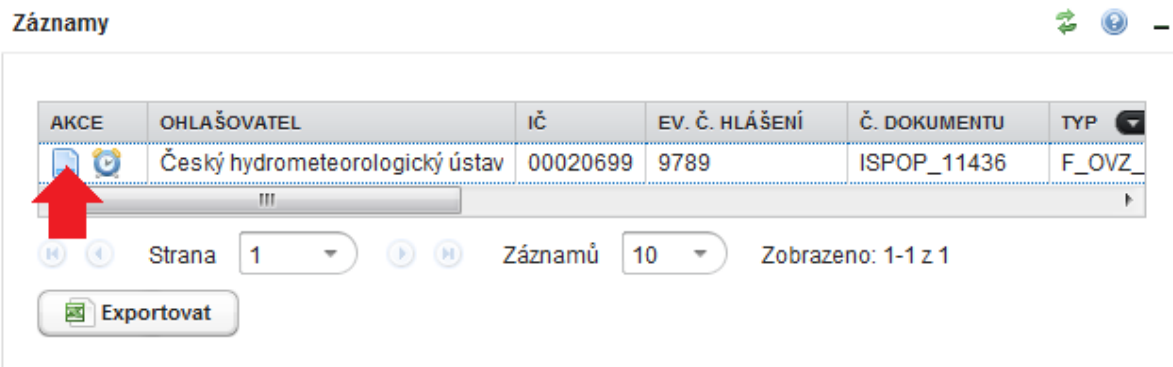 Záznamy
AKCE OHLAŠOVATEL IČ EV. Č. HLÁŠENÍ Č. DOKUMENTU TYP
Český hydrometeorologický ústav 00020699 9789 ISPOP_11436 F_OVZ_
Strana 1 Záznamů 10 Zobrazeno: 1-1 z 1
Exportovat